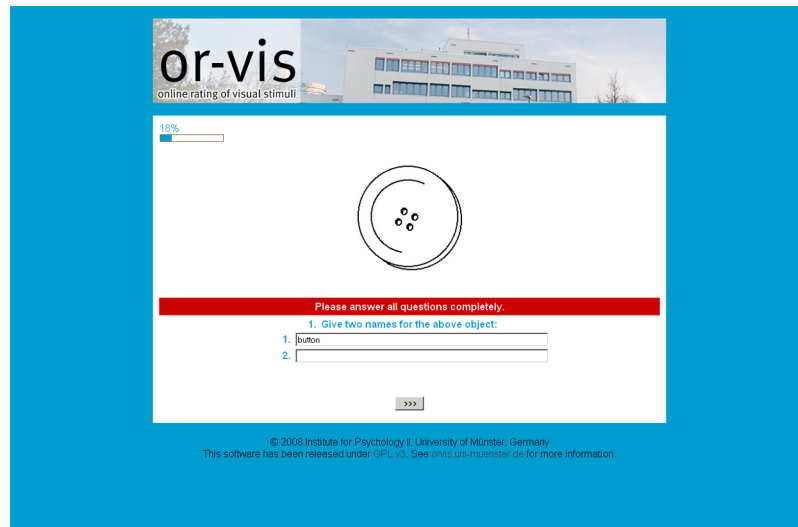 or-vis
online rating of visual stimuli
18%
Please answer all questions completely.
1. Give two names for the above object:
1. button
2.
>>>
© 2008 Institute for Psychology II, University of Münster, Germany
This software has been released under GPL v3. See orvis.uni-muenster.de for more information.